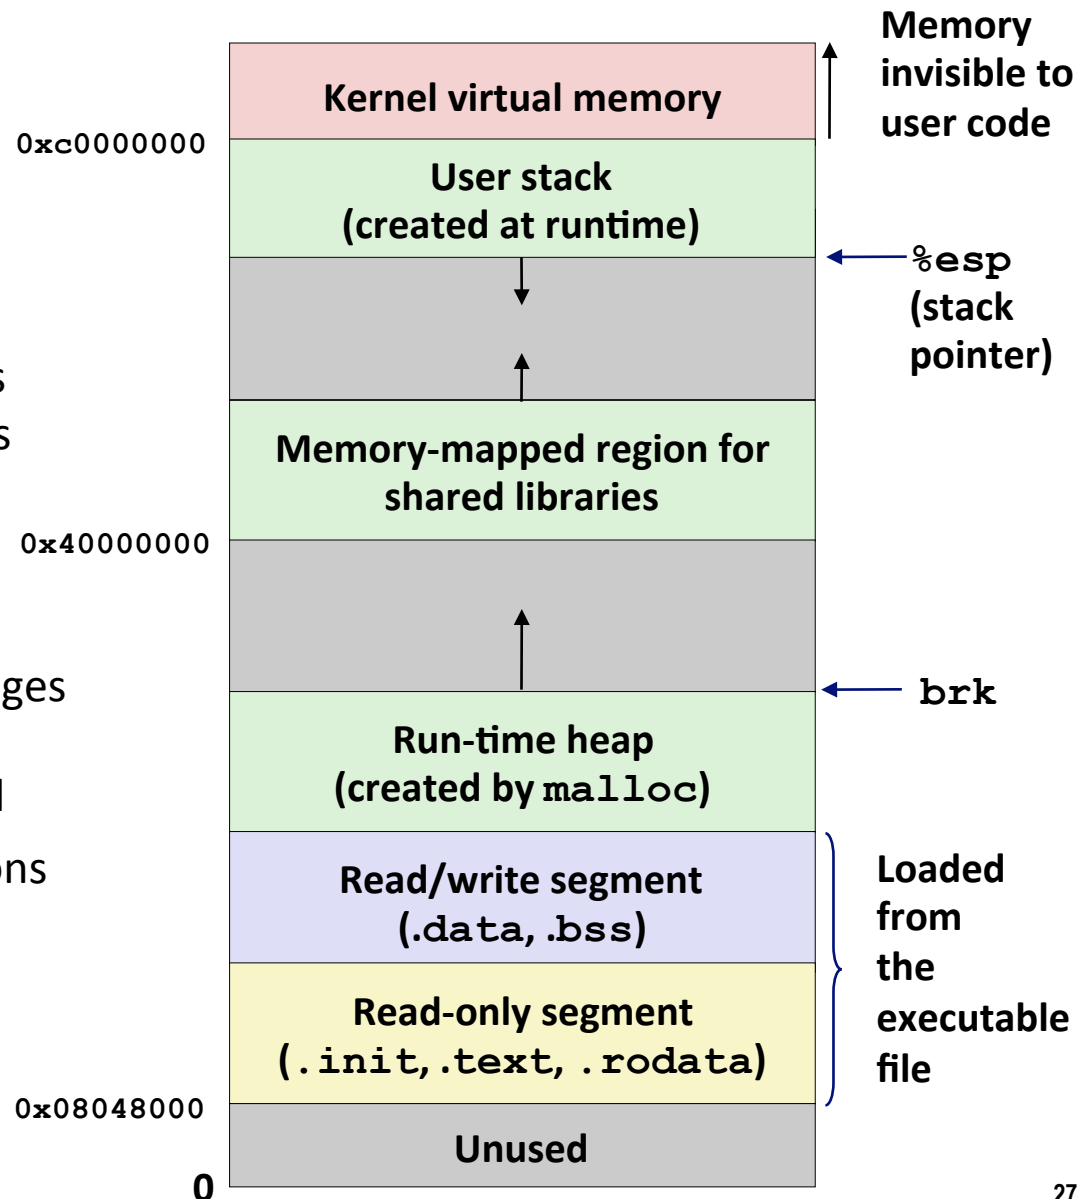 Memory
invisible to
user code
Kernel virtual memory
0xc0000000
User stack
(created at runtime)
%esp
(stack
pointer)
s
s
Memory-mapped region for
shared libraries
0x40000000
ges
brk
Run-time heap
(created by malloc)
l
ons
Read/write segment
(.data, .bss)
Loaded
from
the
executable
file
Read-only segment
(.init, .text, .rodata)
0x08048000
Unused
0
27